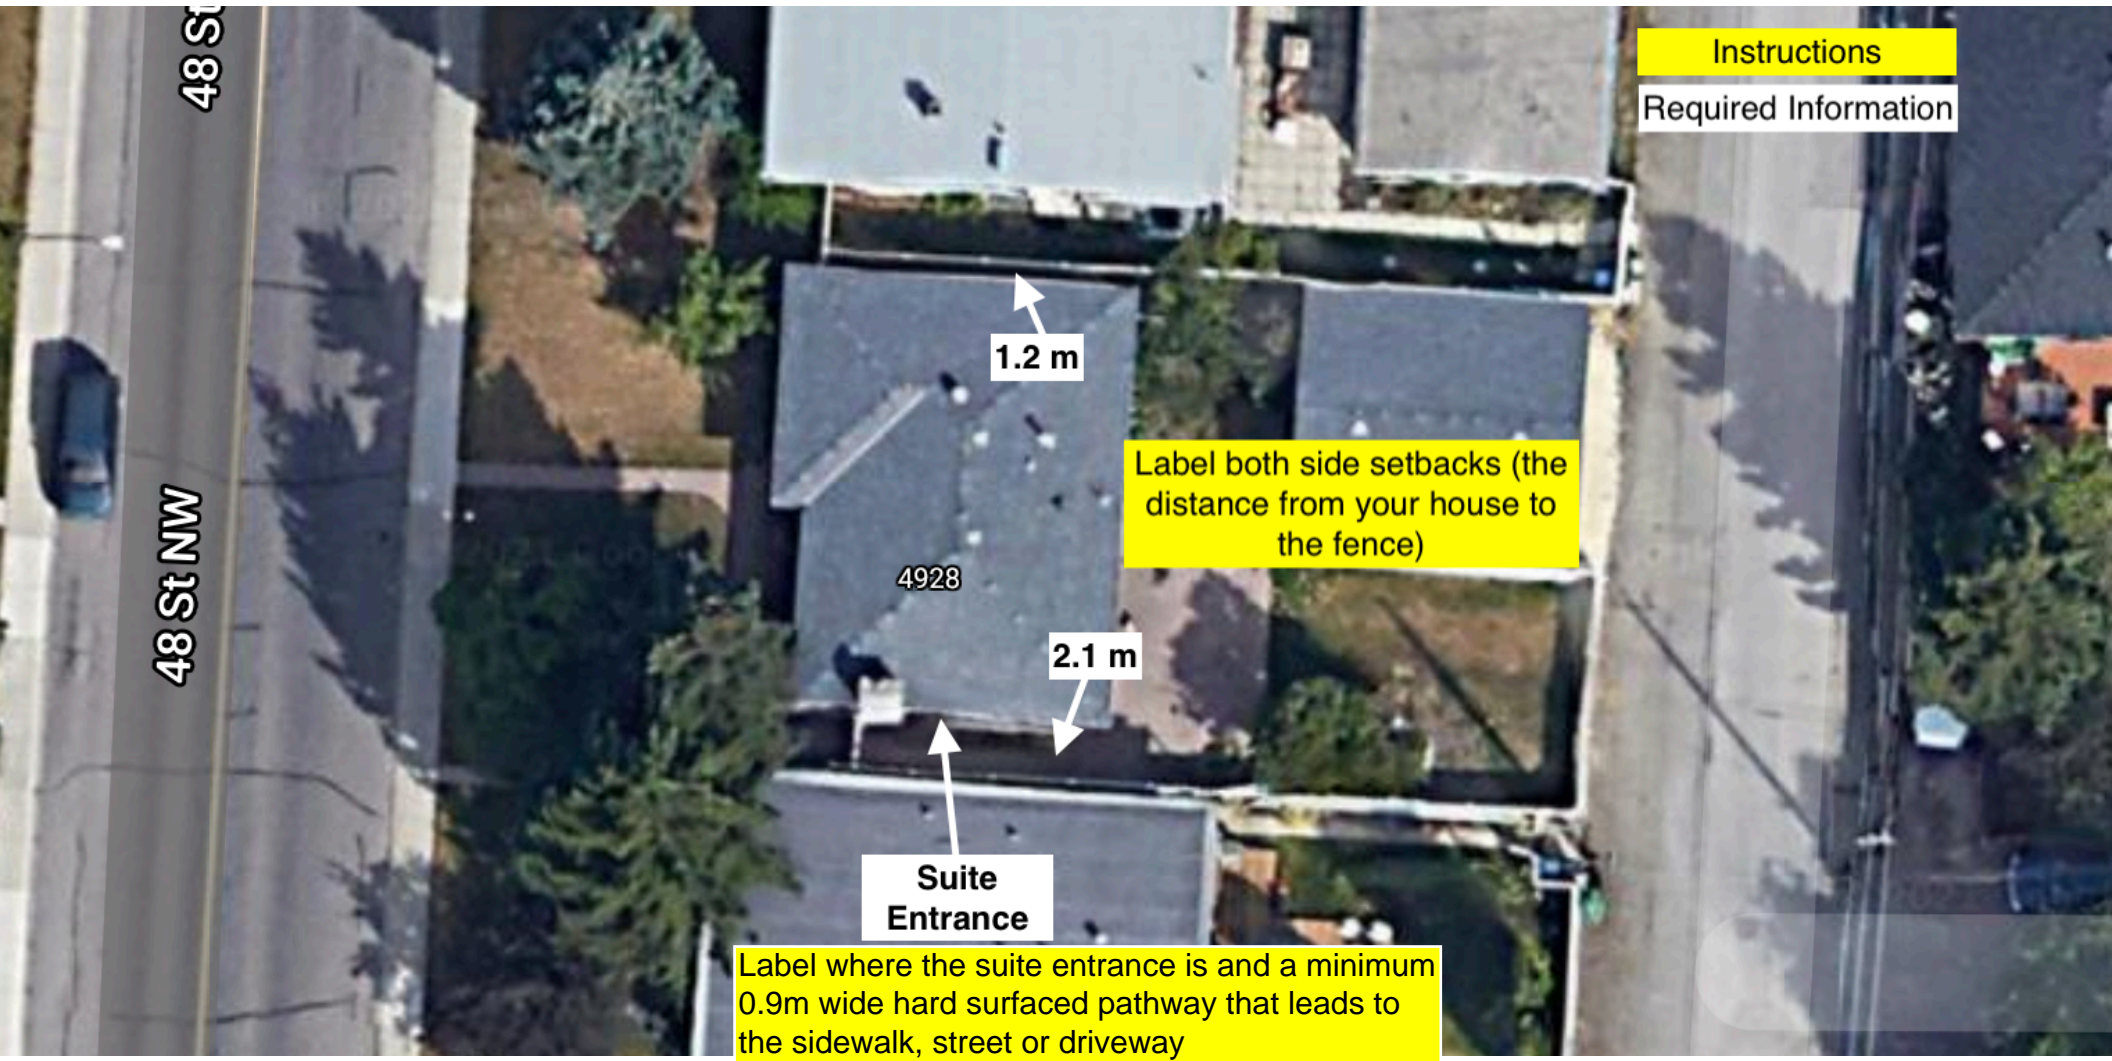 48 St
Instructions
Required Information
1.2 m
Label both side setbacks (the
distance from your house to
the fence)
48 St NW
4928
2.1 m
Suite
Entrance
Label where the suite entrance is and a minimum
0.9m wide hard surfaced pathway that leads to
the sidewalk, street or driveway